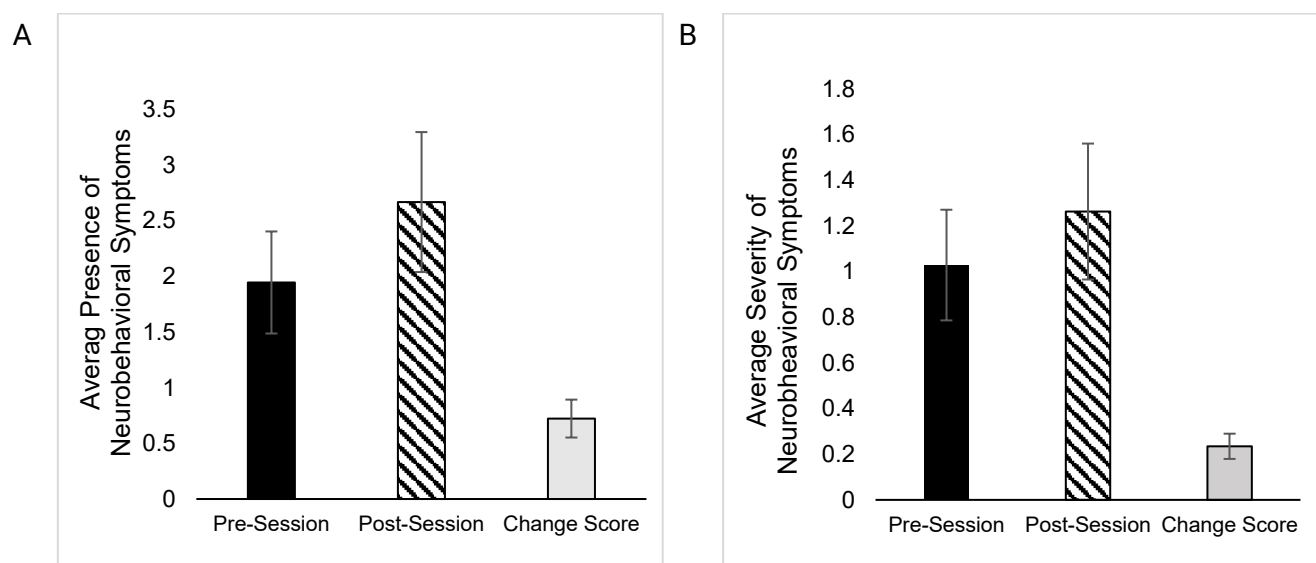 A
Averag Presence of
Neurobehavioral Symptoms
3.5
3
2.5
2
1.5
1
0.5
0
Pre-Session Post-Session Change Score
B
Average Severity of
Neurobheavioral Symptoms
1.8
1.6
1.4
1.2
1
0.8
0.6
0.4
0.2
0
Pre-Session Post-Session Change Score